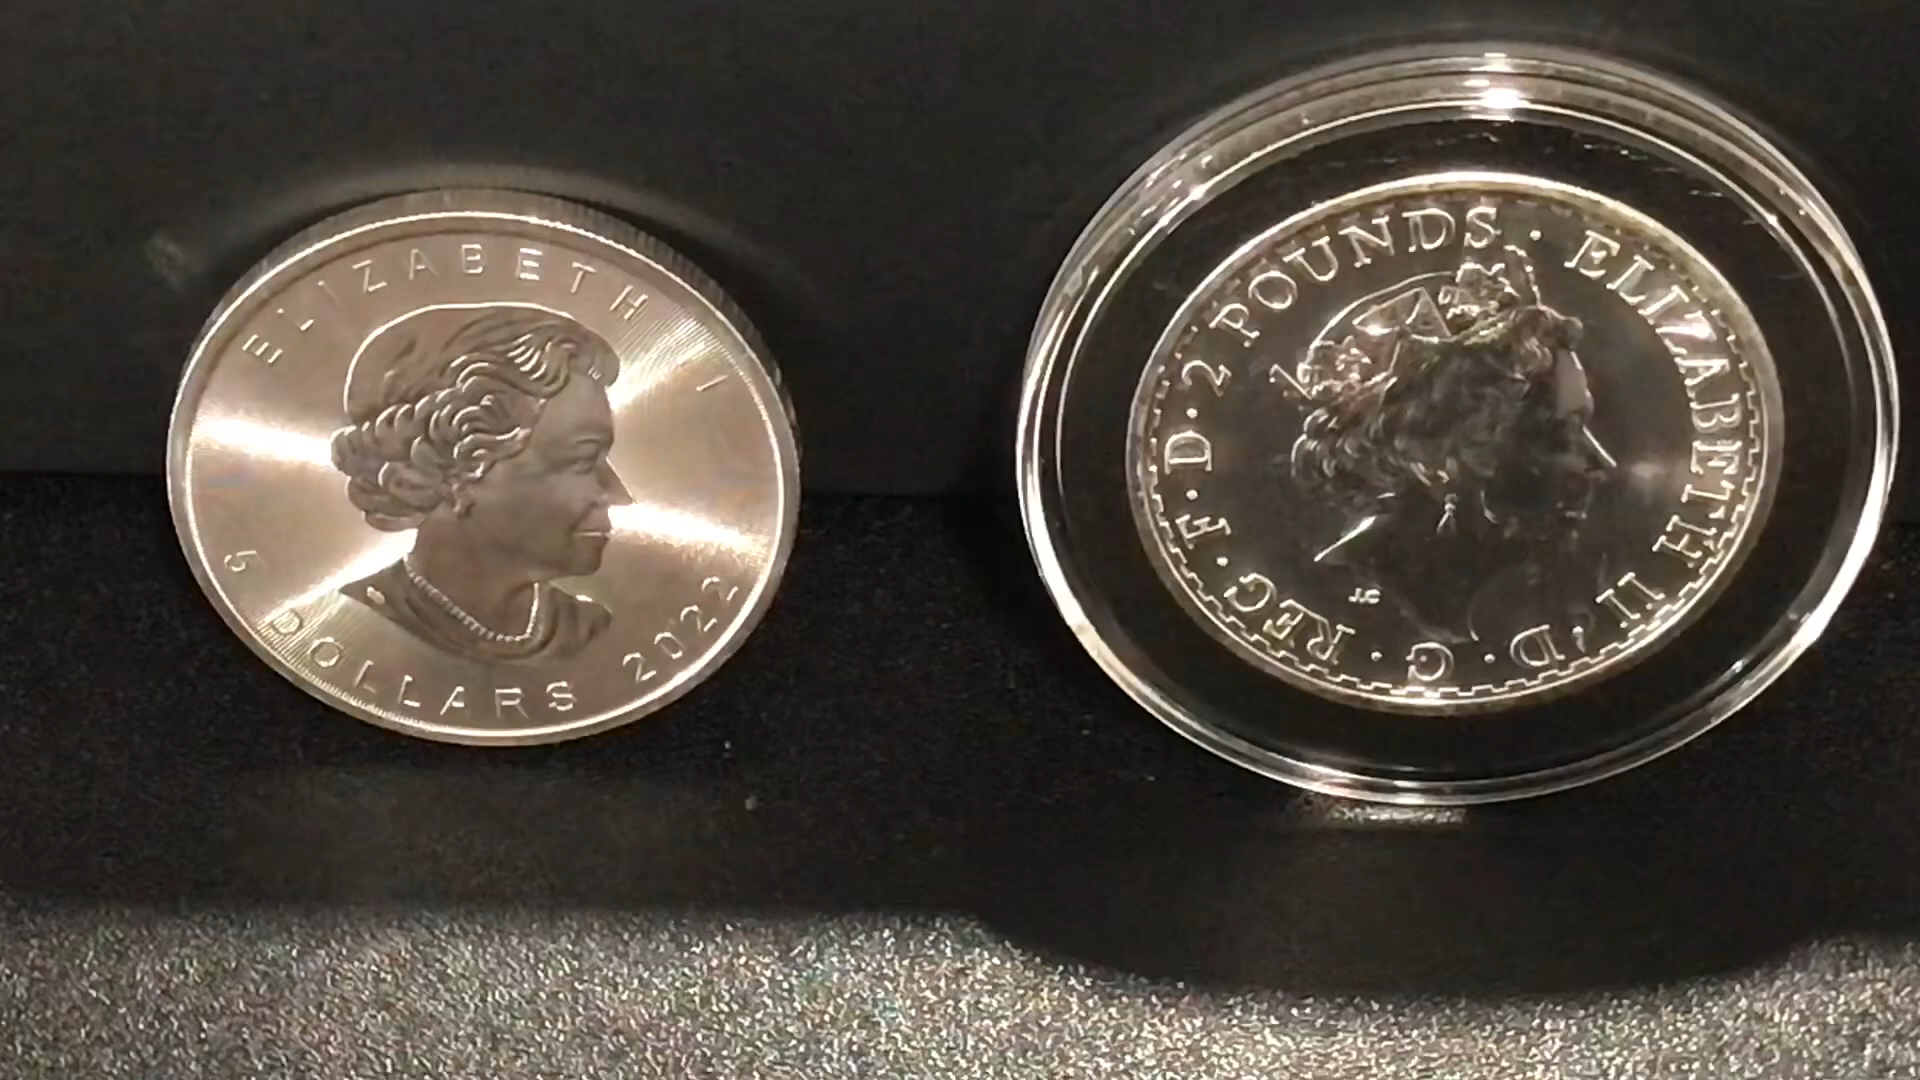 ELIZABETH II
5 DOLLARS 2022
ELIZABETH II · D · G · REG · F · D · 2 POUNDS ·
JC